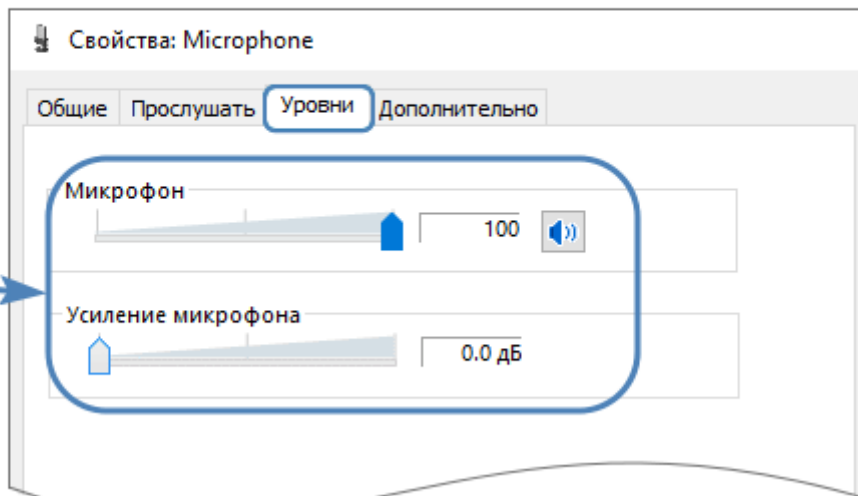 Свойства: Microphone
Общие Прослушать Уровни Дополнительно
Микрофон
100
Усиление микрофона
0.0 дБ